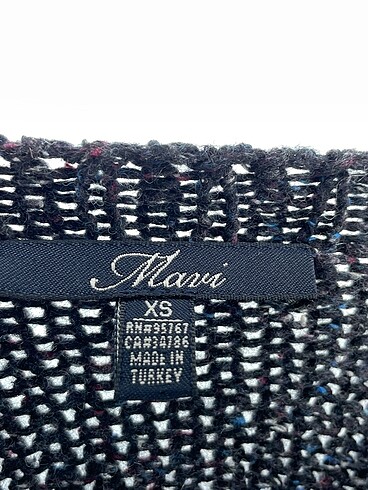 Mavi
XS
RN#95767
CA#34786
MADE IN
TURKEY